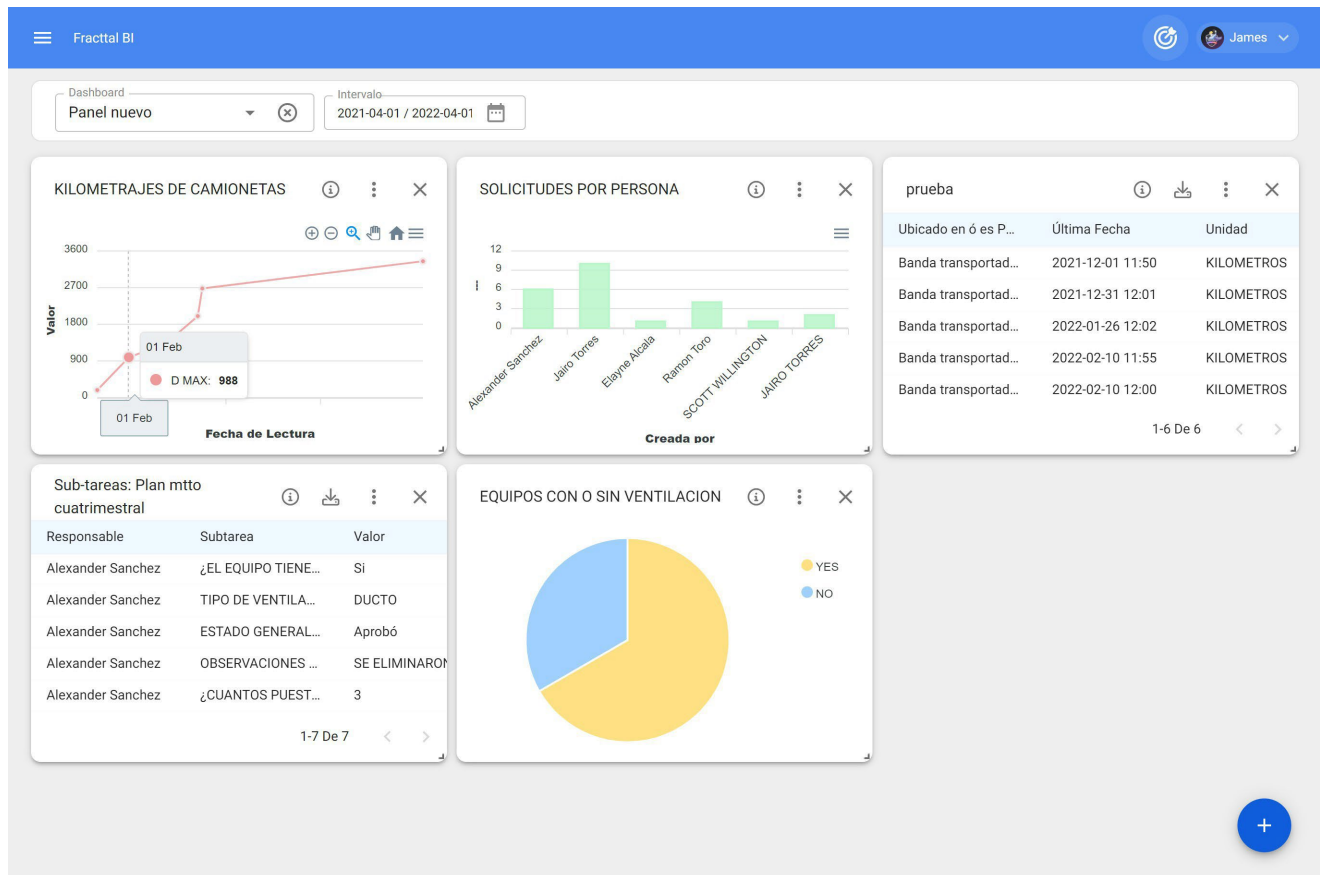 Fracttal BI
James
Dashboard
Panel nuevo
Intervalo
2021-04-01 / 2022-04-01
KILOMETRAJES DE CAMIONETAS
3600
2700
1800
900
0
Valor
01 Feb
D MAX: 988
01 Feb
Fecha de Lectura
SOLICITUDES POR PERSONA
12
9
6
3
0
...
Alexander Sanchez
Jairo Torres
Elayne Alcala
Ramon Toro
SCOTT WILLINGTON
JAIRO TORRES
Creada por
prueba
Ubicado en ó es P... Última Fecha Unidad
Banda transportad... 2021-12-01 11:50 KILOMETROS
Banda transportad... 2021-12-31 12:01 KILOMETROS
Banda transportad... 2022-01-26 12:02 KILOMETROS
Banda transportad... 2022-02-10 11:55 KILOMETROS
Banda transportad... 2022-02-10 12:00 KILOMETROS
1-6 De 6
Sub-tareas: Plan mtto
cuatrimestral
Responsable Subtarea Valor
Alexander Sanchez ¿EL EQUIPO TIENE... Si
Alexander Sanchez TIPO DE VENTILA... DUCTO
Alexander Sanchez ESTADO GENERAL... Aprobó
Alexander Sanchez OBSERVACIONES ... SE ELIMINARON
Alexander Sanchez ¿CUANTOS PUEST... 3
1-7 De 7
EQUIPOS CON O SIN VENTILACION
YES
NO